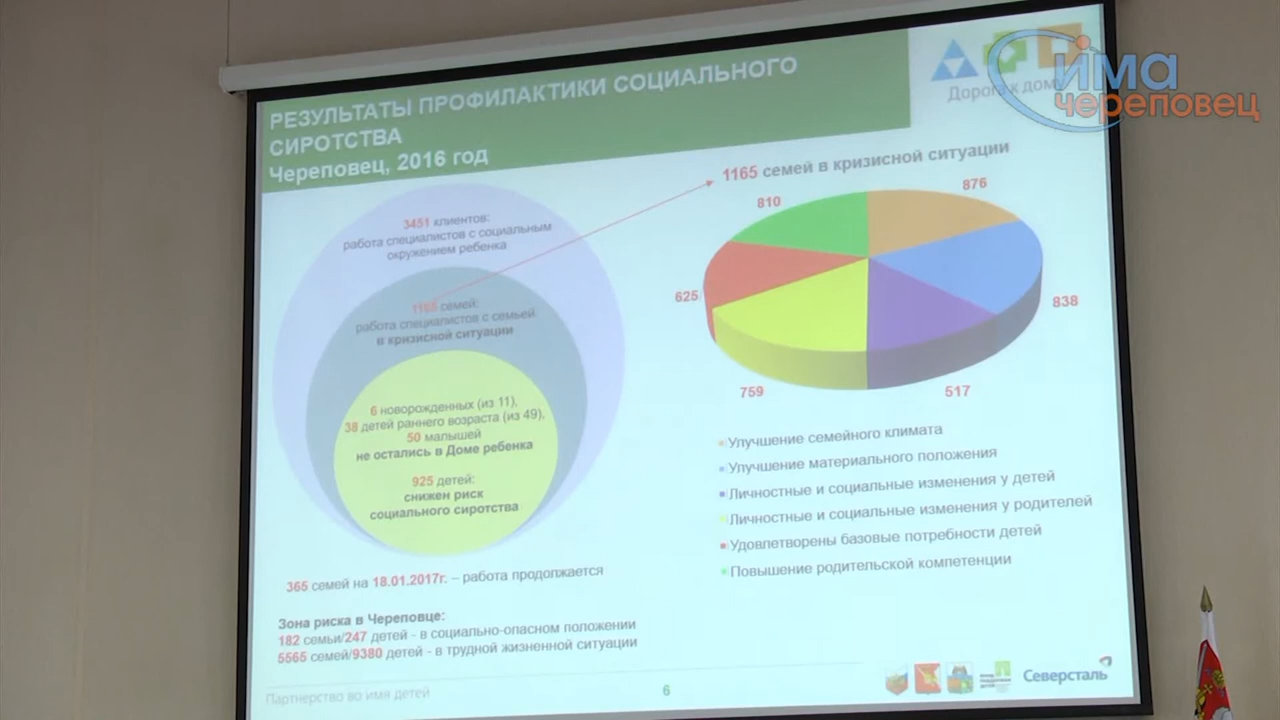 РЕЗУЛЬТАТЫ ПРОФИЛАКТИКИ СОЦИАЛЬНОГО
СИРОТСТВА
Череповец, 2016 год
Дорога к дому
има
череповец
3451 клиентов:
работа специалистов с социальным
окружением ребенка
1165 семей:
работа специалистов с семьей
в кризисной ситуации
6 новорожденных (из 11),
38 детей раннего возраста (из 49),
50 малышей
не остались в Доме ребенка
925 детей:
снижен риск
социального сиротства
1165 семей в кризисной ситуации
876
810
625
838
759
517
Улучшение семейного климата
Улучшение материального положения
Личностные и социальные изменения у детей
Личностные и социальные изменения у родителей
Удовлетворены базовые потребности детей
Повышение родительской компетенции
365 семей на 18.01.2017г. – работа продолжается
Зона риска в Череповце:
182 семьи/247 детей - в социально-опасном положении
5565 семей/9380 детей - в трудной жизненной ситуации
Партнерство во имя детей
6
Северсталь